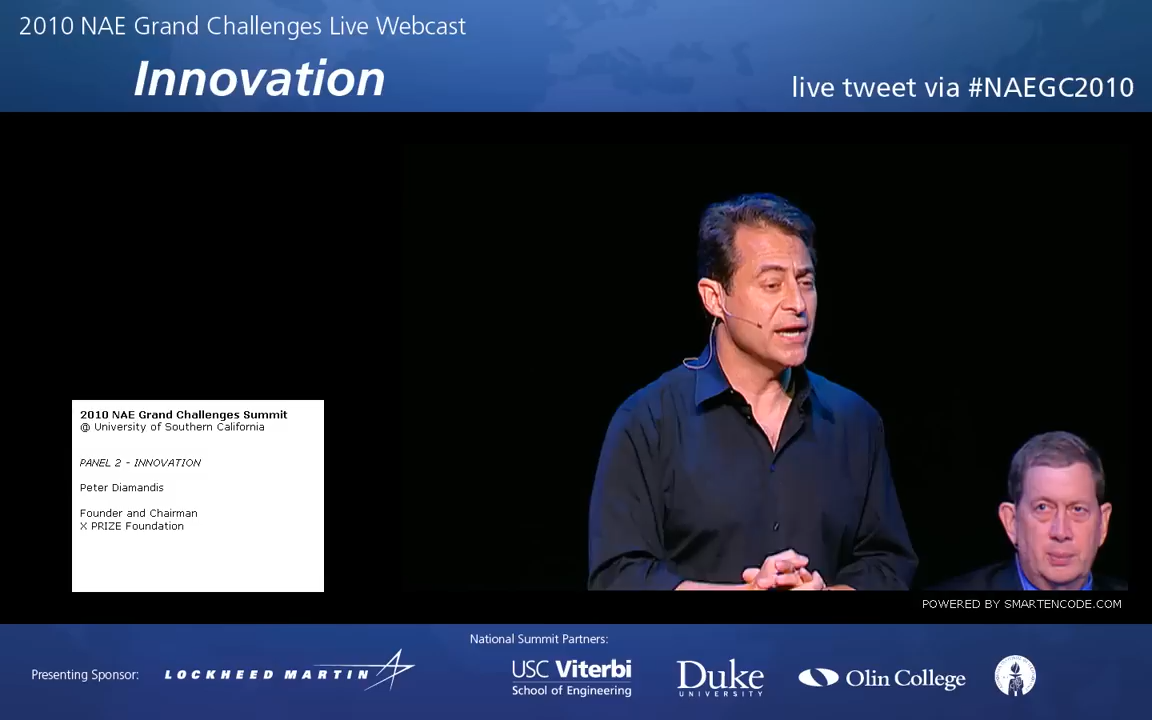 2010 NAE Grand Challenges Live Webcast
Innovation
live tweet via #NAEGC2010
2010 NAE Grand Challenges Summit
@ University of Southern California
PANEL 2 - INNOVATION
Peter Diamandis
Founder and Chairman
X PRIZE Foundation
POWERED BY SMARTENCODE.COM
National Summit Partners:
Presenting Sponsor:
LOCKHEED MARTIN
USC Viterbi
School of Engineering
Duke
UNIVERSITY
Olin College